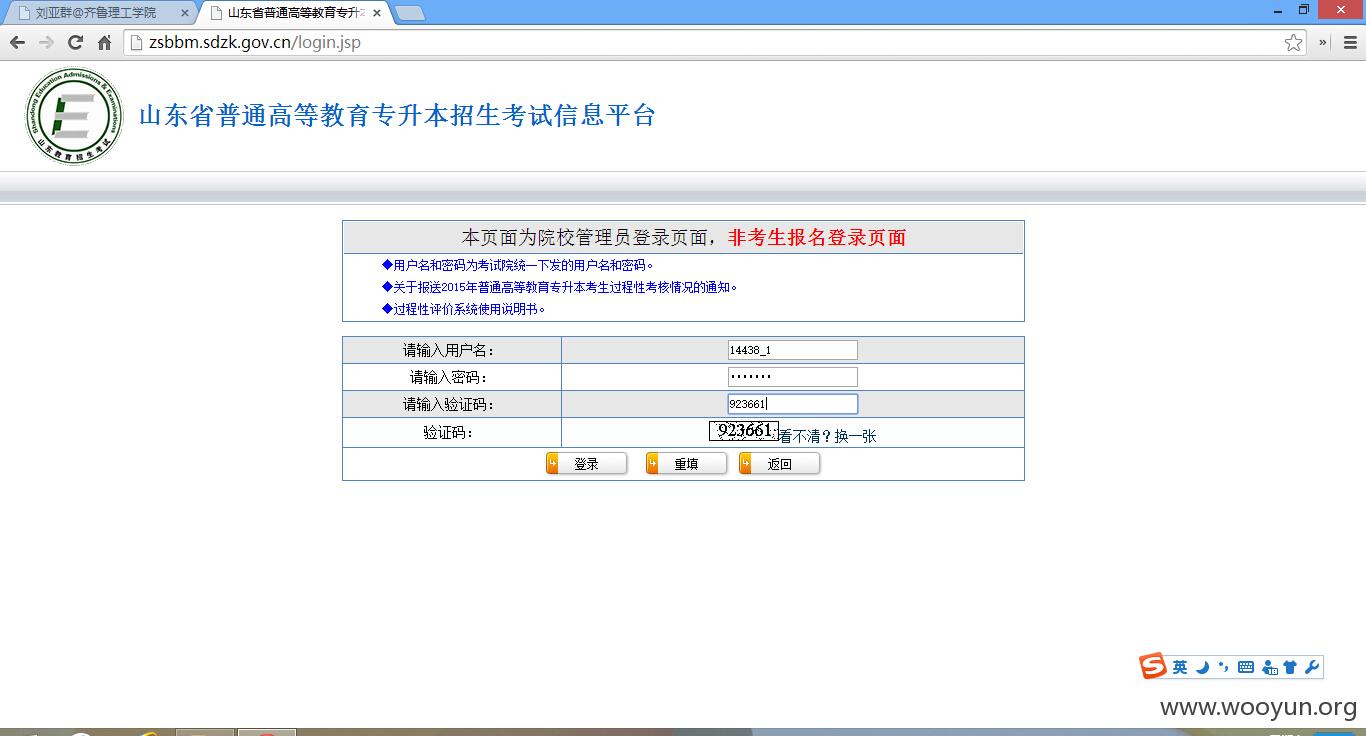 刘亚群@齐鲁理工学院
山东省普通高等教育专升
zsbbm.sdzk.gov.cn/login.jsp
Shandong Education Admissions & Examinations
山东教育招生考试
山东省普通高等教育专升本招生考试信息平台
本页面为院校管理员登录页面，非考生报名登录页面
◆用户名和密码为考试院统一下发的用户名和密码。
◆关于报送2015年普通高等教育专升本考生过程性考核情况的通知。
◆过程性评价系统使用说明书。
请输入用户名： 14438_1
请输入密码： ·······
请输入验证码： 923661
验证码： 923661 看不清？换一张
登录 重填 返回
英
www.wooyun.org